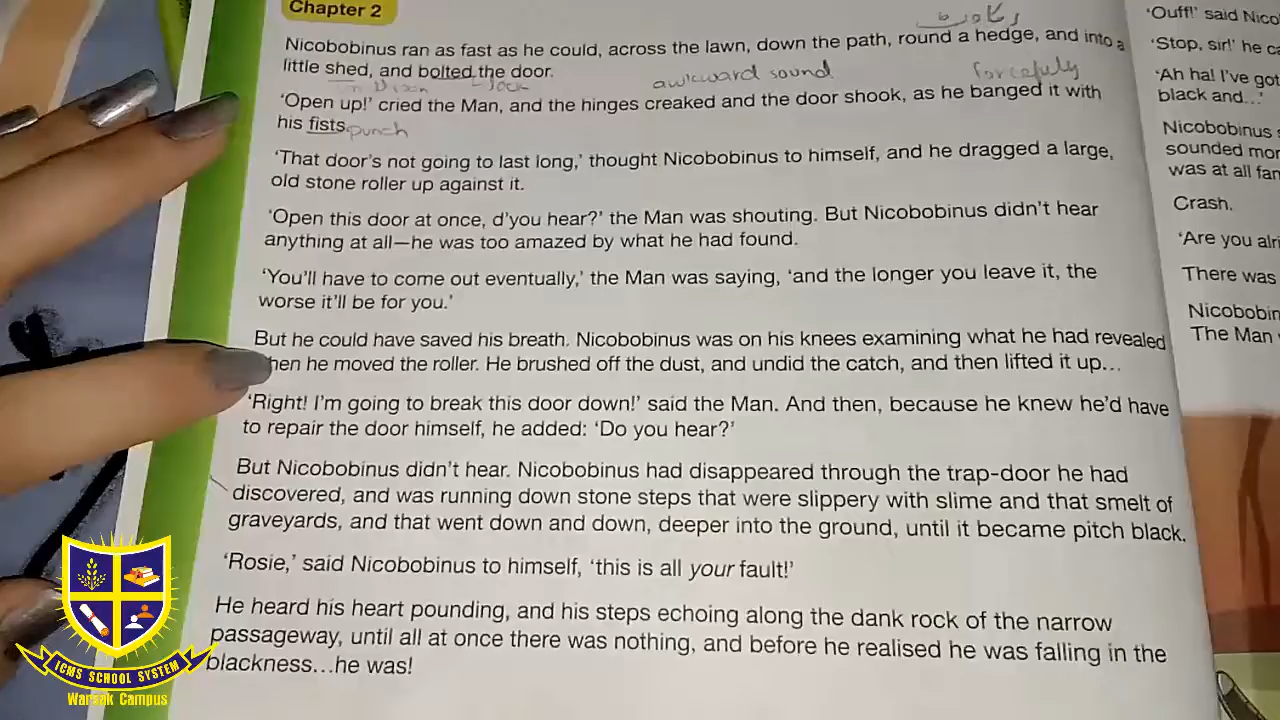 Chapter 2
رکاوٹ
Nicobobinus ran as fast as he could, across the lawn, down the path, round a hedge, and into a
little shed, and bolted the door.
lock
awkward sound
forcefuly
'Open up!' cried the Man, and the hinges creaked and the door shook, as he banged it with
his fists.
punch
'That door's not going to last long,' thought Nicobobinus to himself, and he dragged a large,
old stone roller up against it.
'Open this door at once, d'you hear?' the Man was shouting. But Nicobobinus didn't hear
anything at all—he was too amazed by what he had found.
'You'll have to come out eventually,' the Man was saying, 'and the longer you leave it, the
worse it'll be for you.'
But he could have saved his breath. Nicobobinus was on his knees examining what he had revealed
hen he moved the roller. He brushed off the dust, and undid the catch, and then lifted it up...
'Right! I'm going to break this door down!' said the Man. And then, because he knew he'd have
to repair the door himself, he added: 'Do you hear?'
But Nicobobinus didn't hear. Nicobobinus had disappeared through the trap-door he had
discovered, and was running down stone steps that were slippery with slime and that smelt of
graveyards, and that went down and down, deeper into the ground, until it became pitch black.
'Rosie,' said Nicobobinus to himself, 'this is all your fault!'
He heard his heart pounding, and his steps echoing along the dank rock of the narrow
passageway, until all at once there was nothing, and before he realised he was falling in the
blackness...he was!
'Ouff!' said Nico
'Stop, sir!' he ca
'Ah ha! I've got
black and...'
Nicobobinus
sounded mor
was at all fan
Crash.
'Are you alri
There was
Nicobobin
The Man
ICMS SCHOOL SYSTEM
Warsak Campus